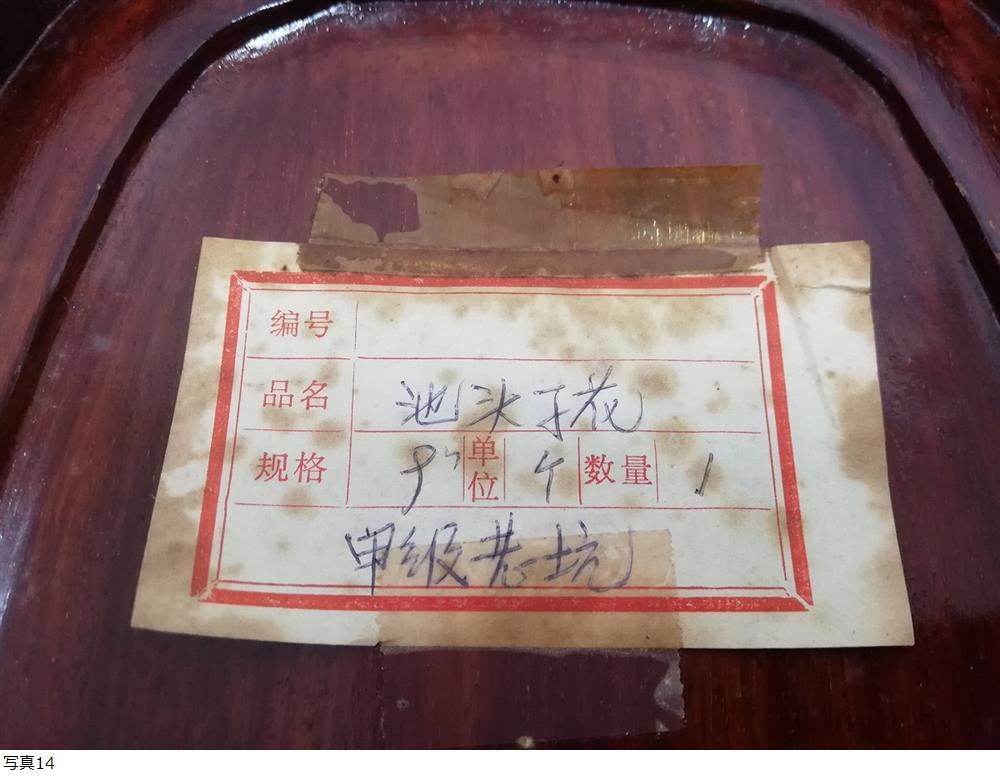 编号
品名 池头子花
规格 9" 单位 个 数量 1
甲级老坑
写真14